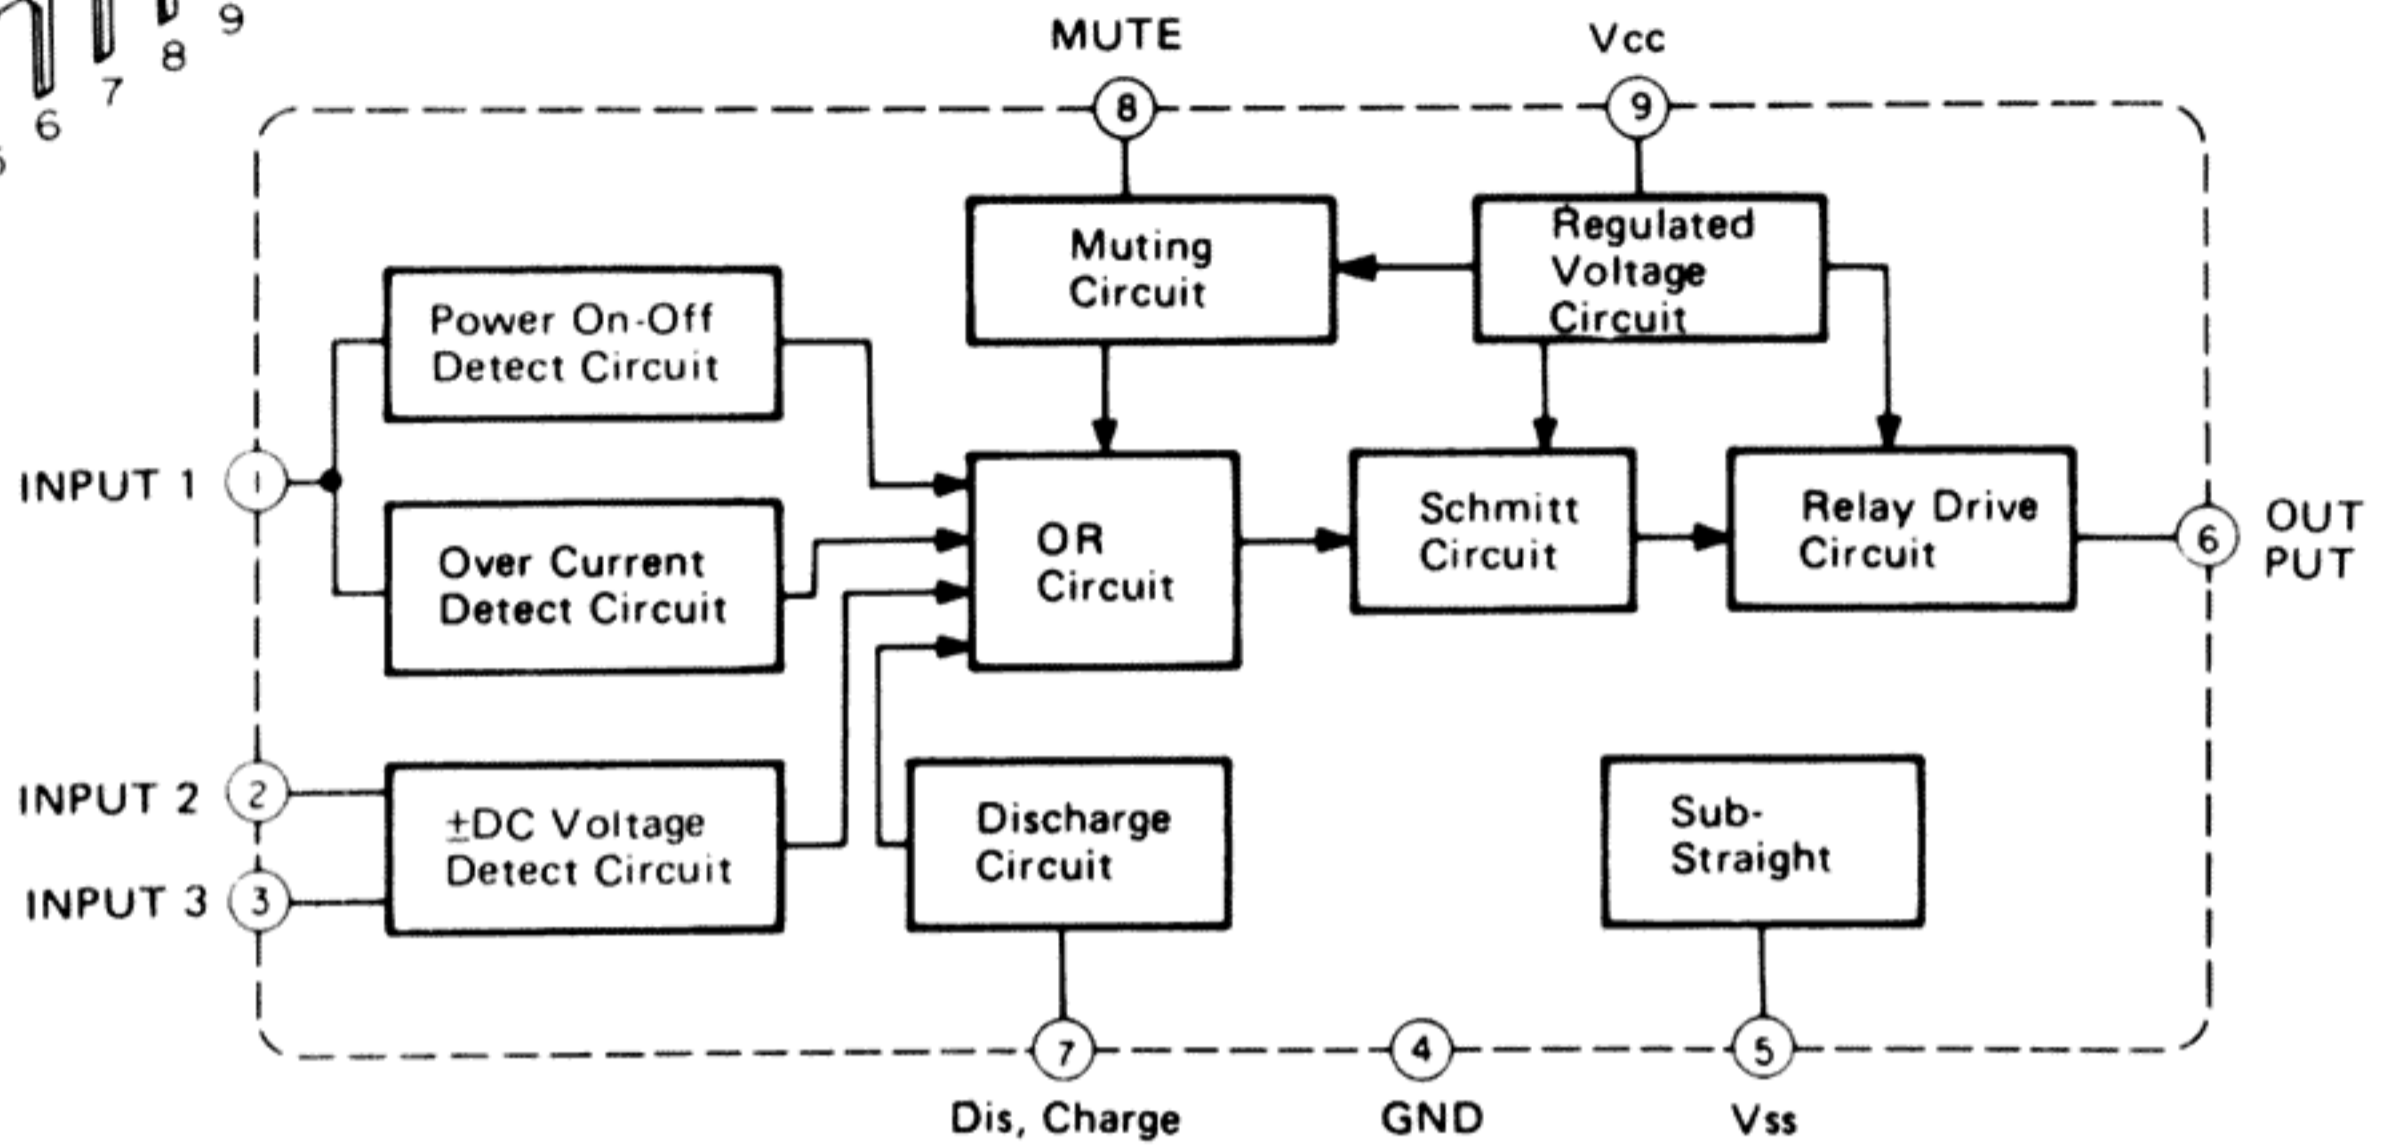 9
8
7
6
MUTE
Vcc
8
9
Muting
Circuit
Regulated
Voltage
Circuit
Power On-Off
Detect Circuit
INPUT 1
1
Over Current
Detect Circuit
OR
Circuit
Schmitt
Circuit
Relay Drive
Circuit
6
OUT
PUT
INPUT 2
2
±DC Voltage
Detect Circuit
INPUT 3
3
Discharge
Circuit
Sub-
Straight
7
4
5
Dis, Charge
GND
Vss